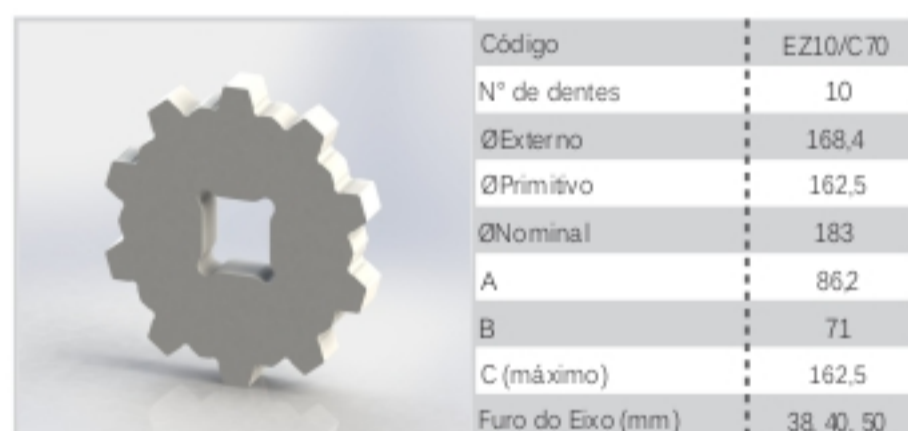 Código EZ10/C70
N° de dentes 10
ØExterno 168,4
ØPrimitivo 162,5
ØNominal 183
A 86,2
B 71
C (máximo) 162,5
Furo do Eixo (mm) 38, 40, 50